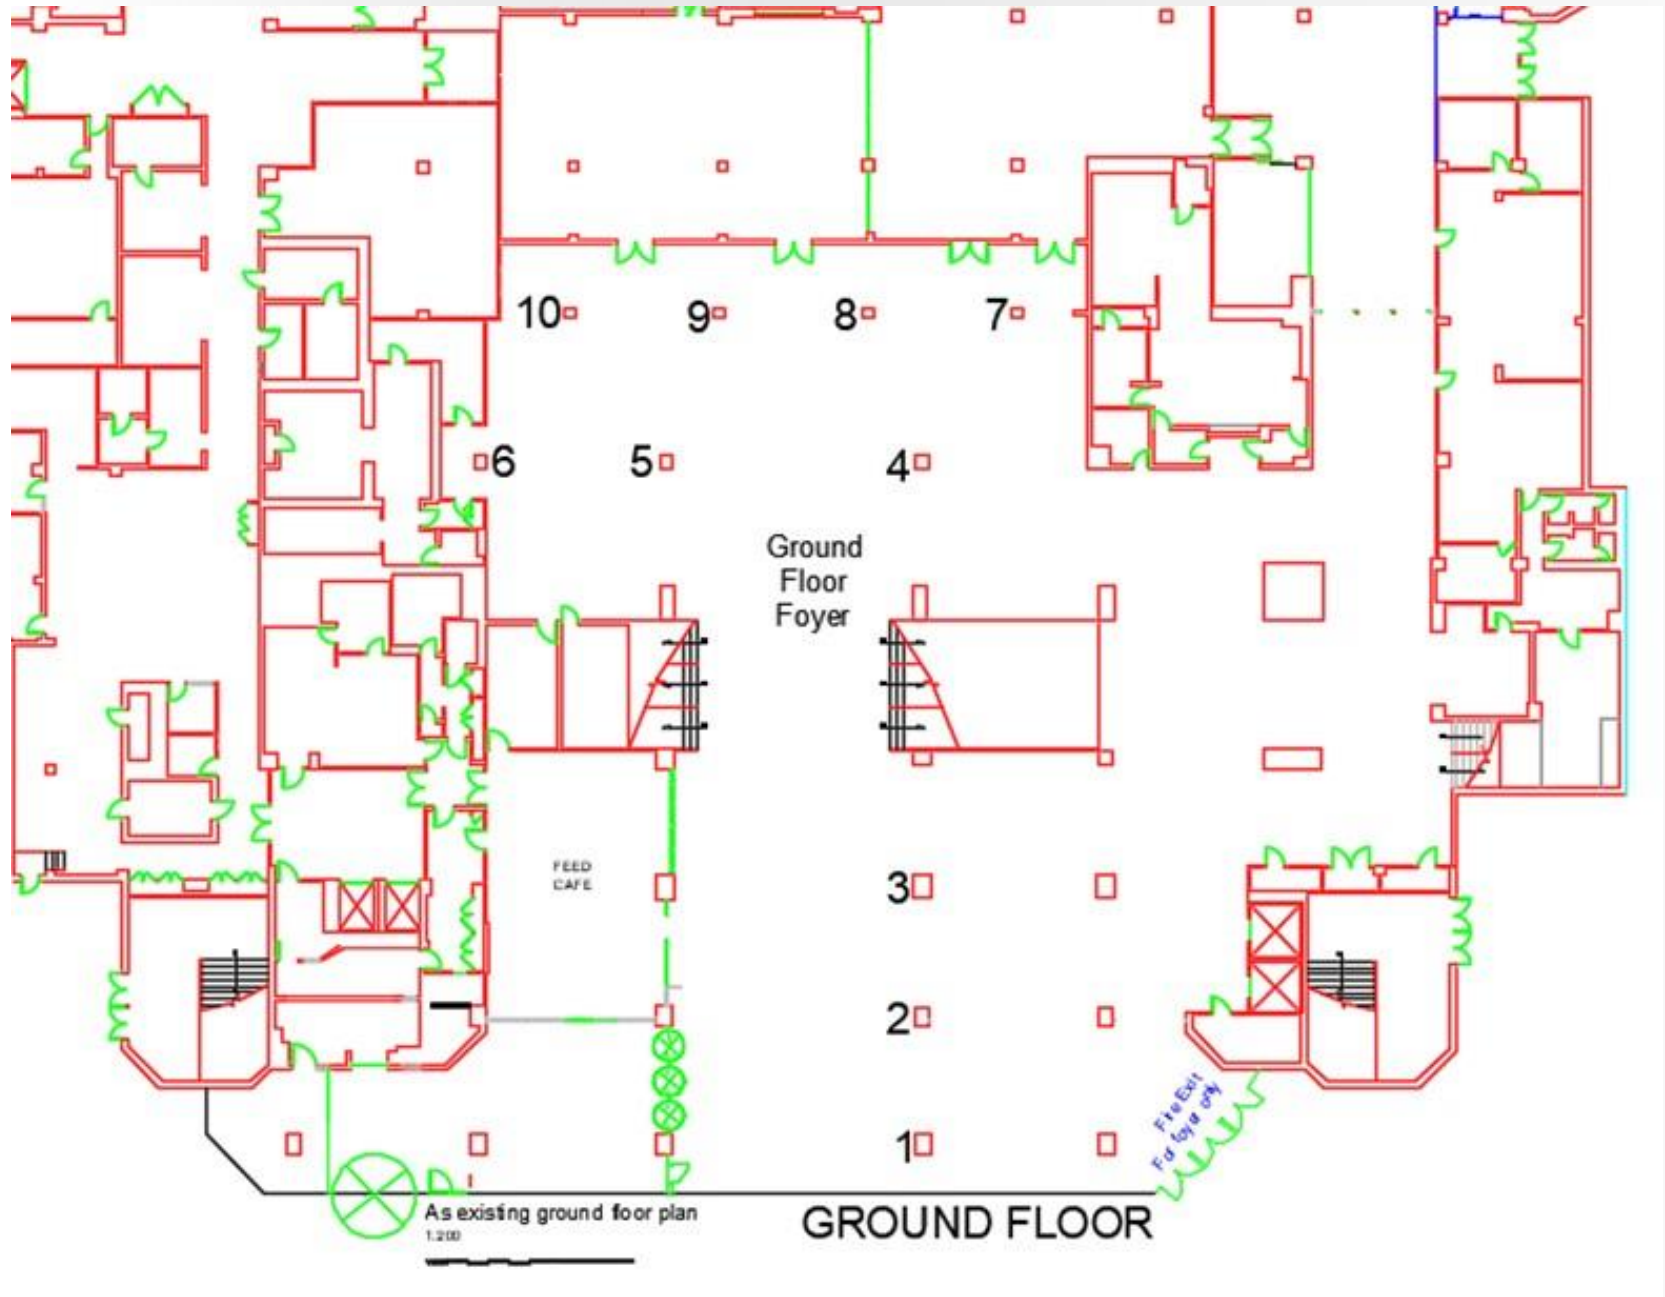 10
9
8
7
6
5
4
Ground
Floor
Foyer
FEED
CAFE
3
2
1
Fire Exit
For foyer only
As existing ground floor plan
1:200
GROUND FLOOR